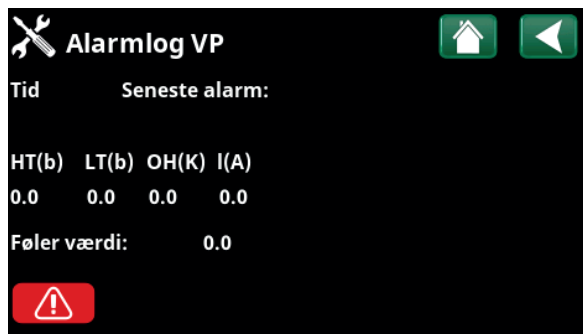 Alarmlog VP
Tid Seneste alarm:
HT(b) LT(b) OH(K) I(A)
0.0 0.0 0.0 0.0
Føler værdi: 0.0